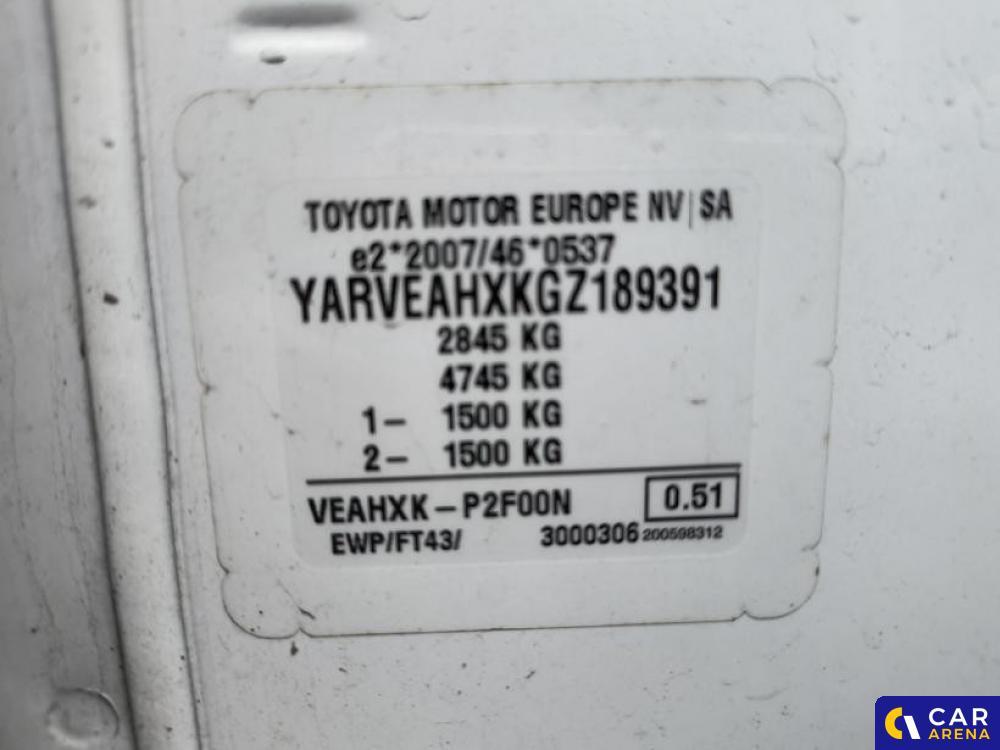 TOYOTA MOTOR EUROPE NV|SA
e2*2007/46*0537
YARVEAHXKGZ189391
2845 KG
4745 KG
1- 1500 KG
2- 1500 KG
VEAHXK-P2F00N 0.51
EWP/FT43/ 3000306 200598312
CAR
ARENA